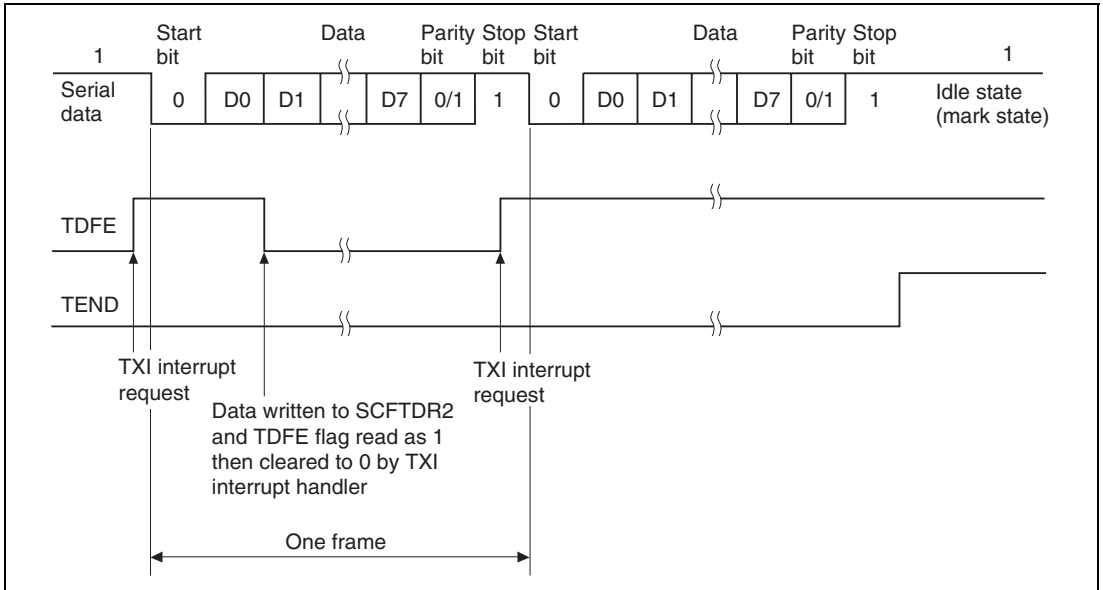 Start bit Data Parity bit Stop bit Start bit Data Parity bit Stop bit
1 1
Serial data 0 D0 D1 D7 0/1 1 0 D0 D1 D7 0/1 1 Idle state (mark state)
TDFE
TEND
TXI interrupt request
TXI interrupt request
Data written to SCFTDR2
and TDFE flag read as 1
then cleared to 0 by TXI
interrupt handler
One frame